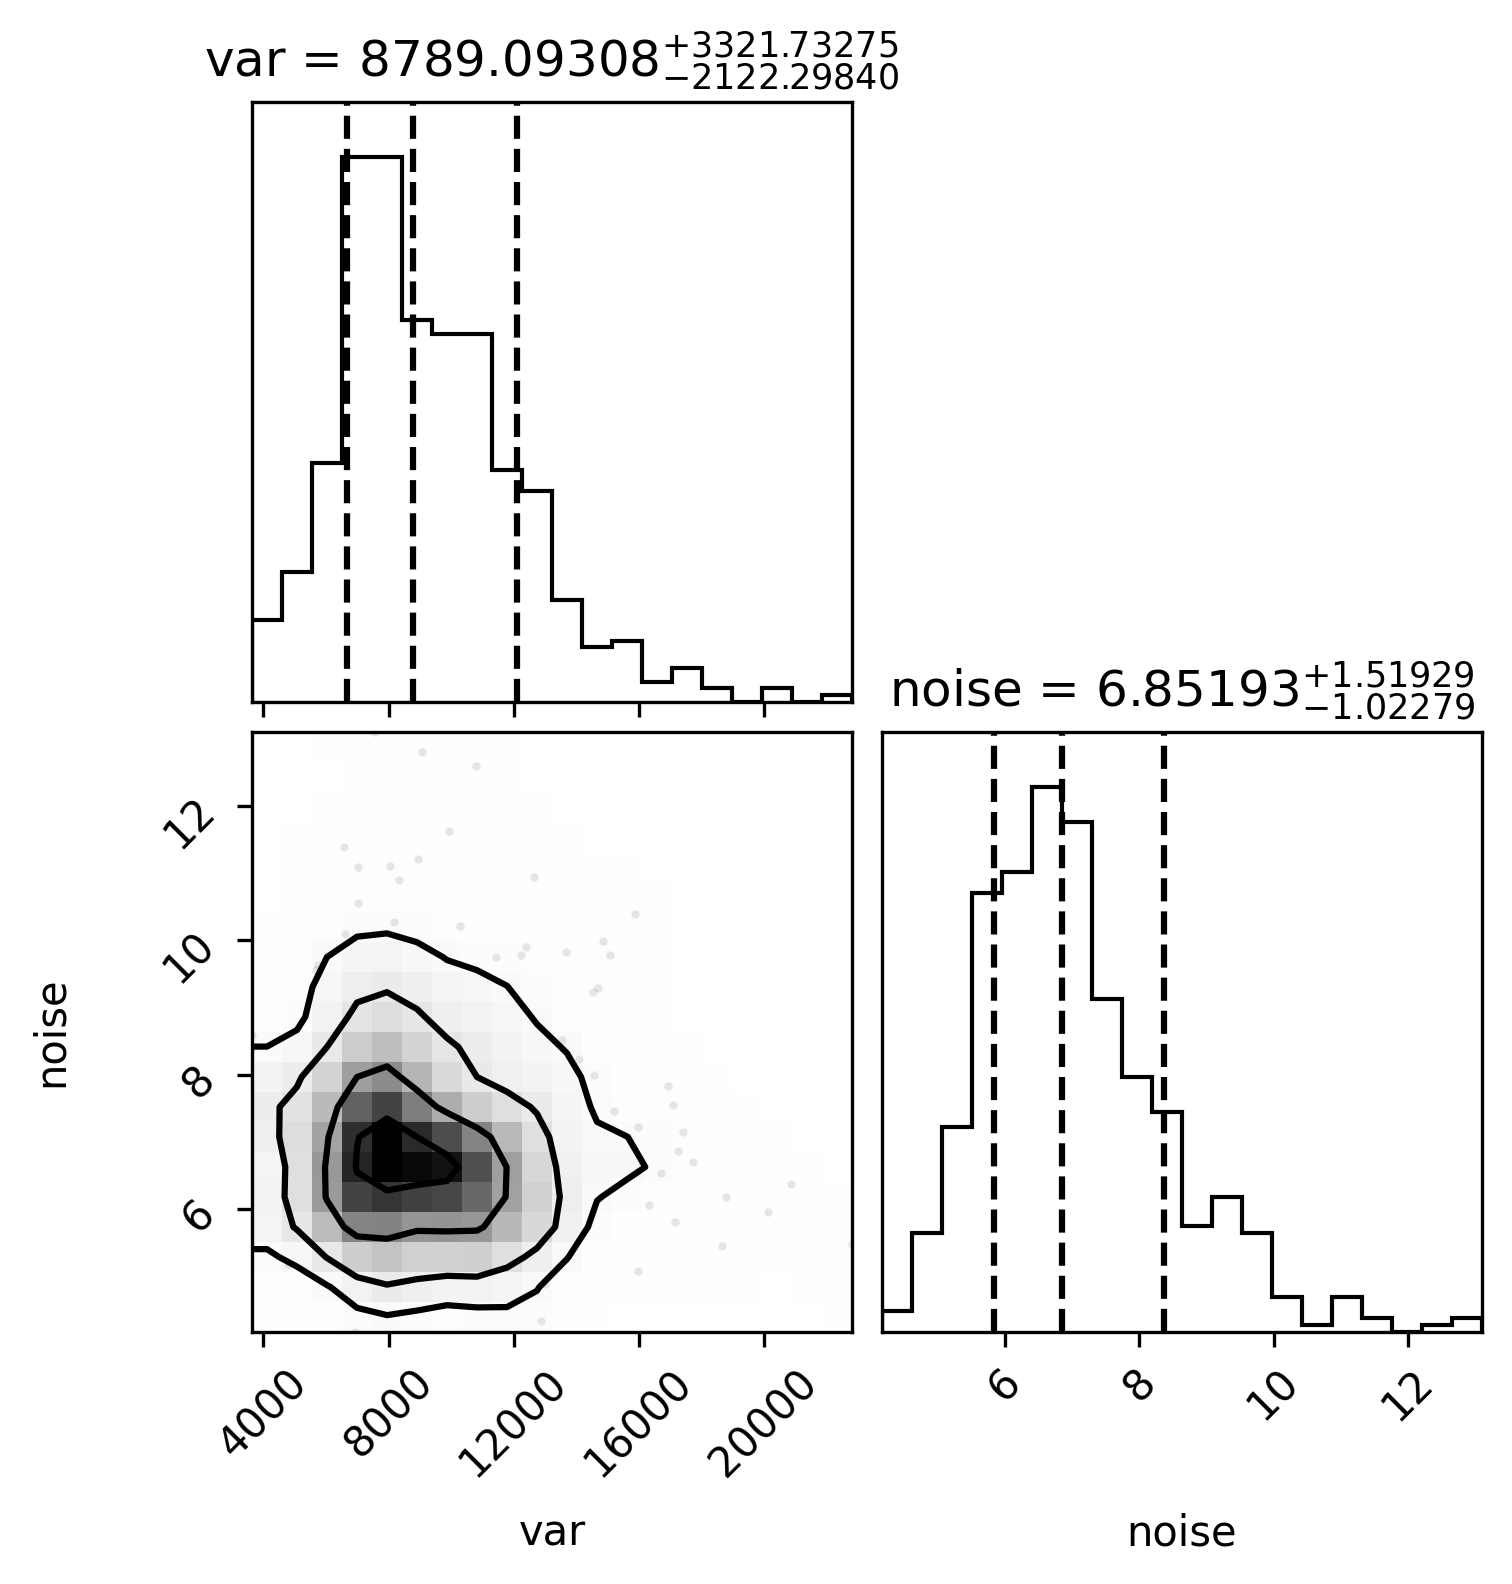 var = 8789.09308+3321.73275−2122.29840
noise = 6.85193+1.51929−1.02279
12
10
8
6
noise
4000 8000 12000 16000 20000
6 8 10 12
var
noise